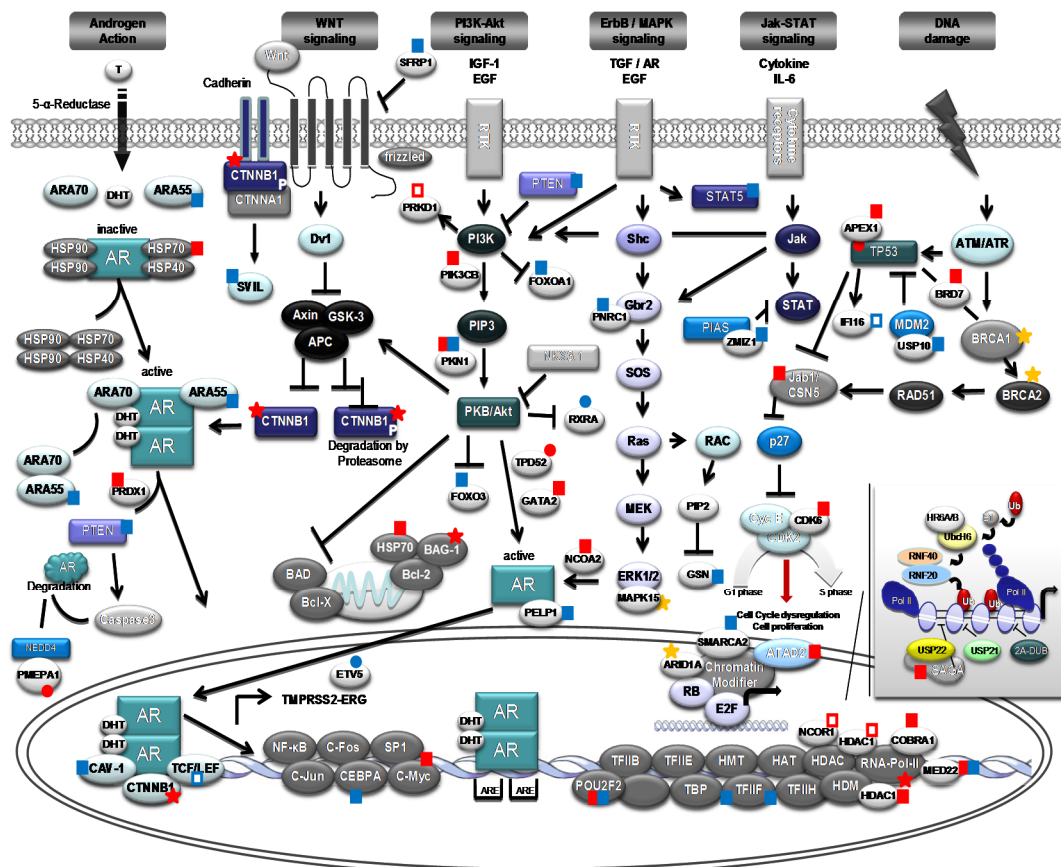 Androgen
Action
WNT
signaling
PI3K-Akt
signaling
ErbB / MAPK
signaling
Jak-STAT
signaling
DNA
damage
T
5-α-Reductase
Cadherin
Wnt
SFRP1
IGF-1
EGF
TGF / AR
EGF
Cytokine
IL-6
RTK
RTK
Cytokine
receptors
frizzled
ARA70
DHT
ARA55
CTNNB1
P
CTNNA1
PRKD1
PTEN
STAT5
APEX1
inactive
HSP90
HSP70
AR
HSP90
HSP40
Dv1
PI3K
Shc
Jak
TP53
ATM/ATR
SVIL
PIK3CB
FOXOA1
BRD7
Axin
GSK-3
APC
PIP3
Gbr2
PNRC1
PIAS
ZMIZ1
STAT
IFI16
MDM2
USP10
BRCA1
HSP90
HSP70
HSP90
HSP40
PKN1
NKX3.1
SOS
Jab1/
CSN5
RAD51
BRCA2
active
ARA70
AR
ARA55
DHT
DHT
AR
CTNNB1
CTNNB1
P
Degradation by
Proteasome
PKB/Akt
RXRA
Ras
RAC
p27
ARA70
ARA55
PRDX1
FOXO3
TPD52
GATA2
MEK
PIP2
Cyc E
CDK2
CDK6
PTEN
HSP70
BAG-1
active
NCOA2
BAD
Bcl-2
Bcl-X
AR
PELP1
ERK1/2
MAPK15
GSN
G1 phase
S phase
AR
Degradation
Caspase3
Cell Cycle dysregulation
Cell proliferation
NEDD4
PMEPA1
SMARCA2
ARID1A
ATAD2
Chromatin
Modifier
RB
E2F
HR6A/B
UbcH6
E1
Ub
RNF40
RNF20
Ub
Ub
Pol II
Pol II
Pol II
USP22
SAGA
USP21
2A-DUB
ETV5
TMPRSS2-ERG
AR
DHT
DHT
AR
CAV-1
TCF/LEF
CTNNB1
NF-κB
C-Fos
SP1
C-Jun
CEBPA
C-Myc
AR
DHT
DHT
AR
ARE
ARE
TFIIB
TFIIE
HMT
HAT
HDAC
RNA-Pol-II
NCOR1
HDAC1
COBRA1
MED22
POU2F2
TBP
TFIIF
TFIIH
HDM
HDAC1